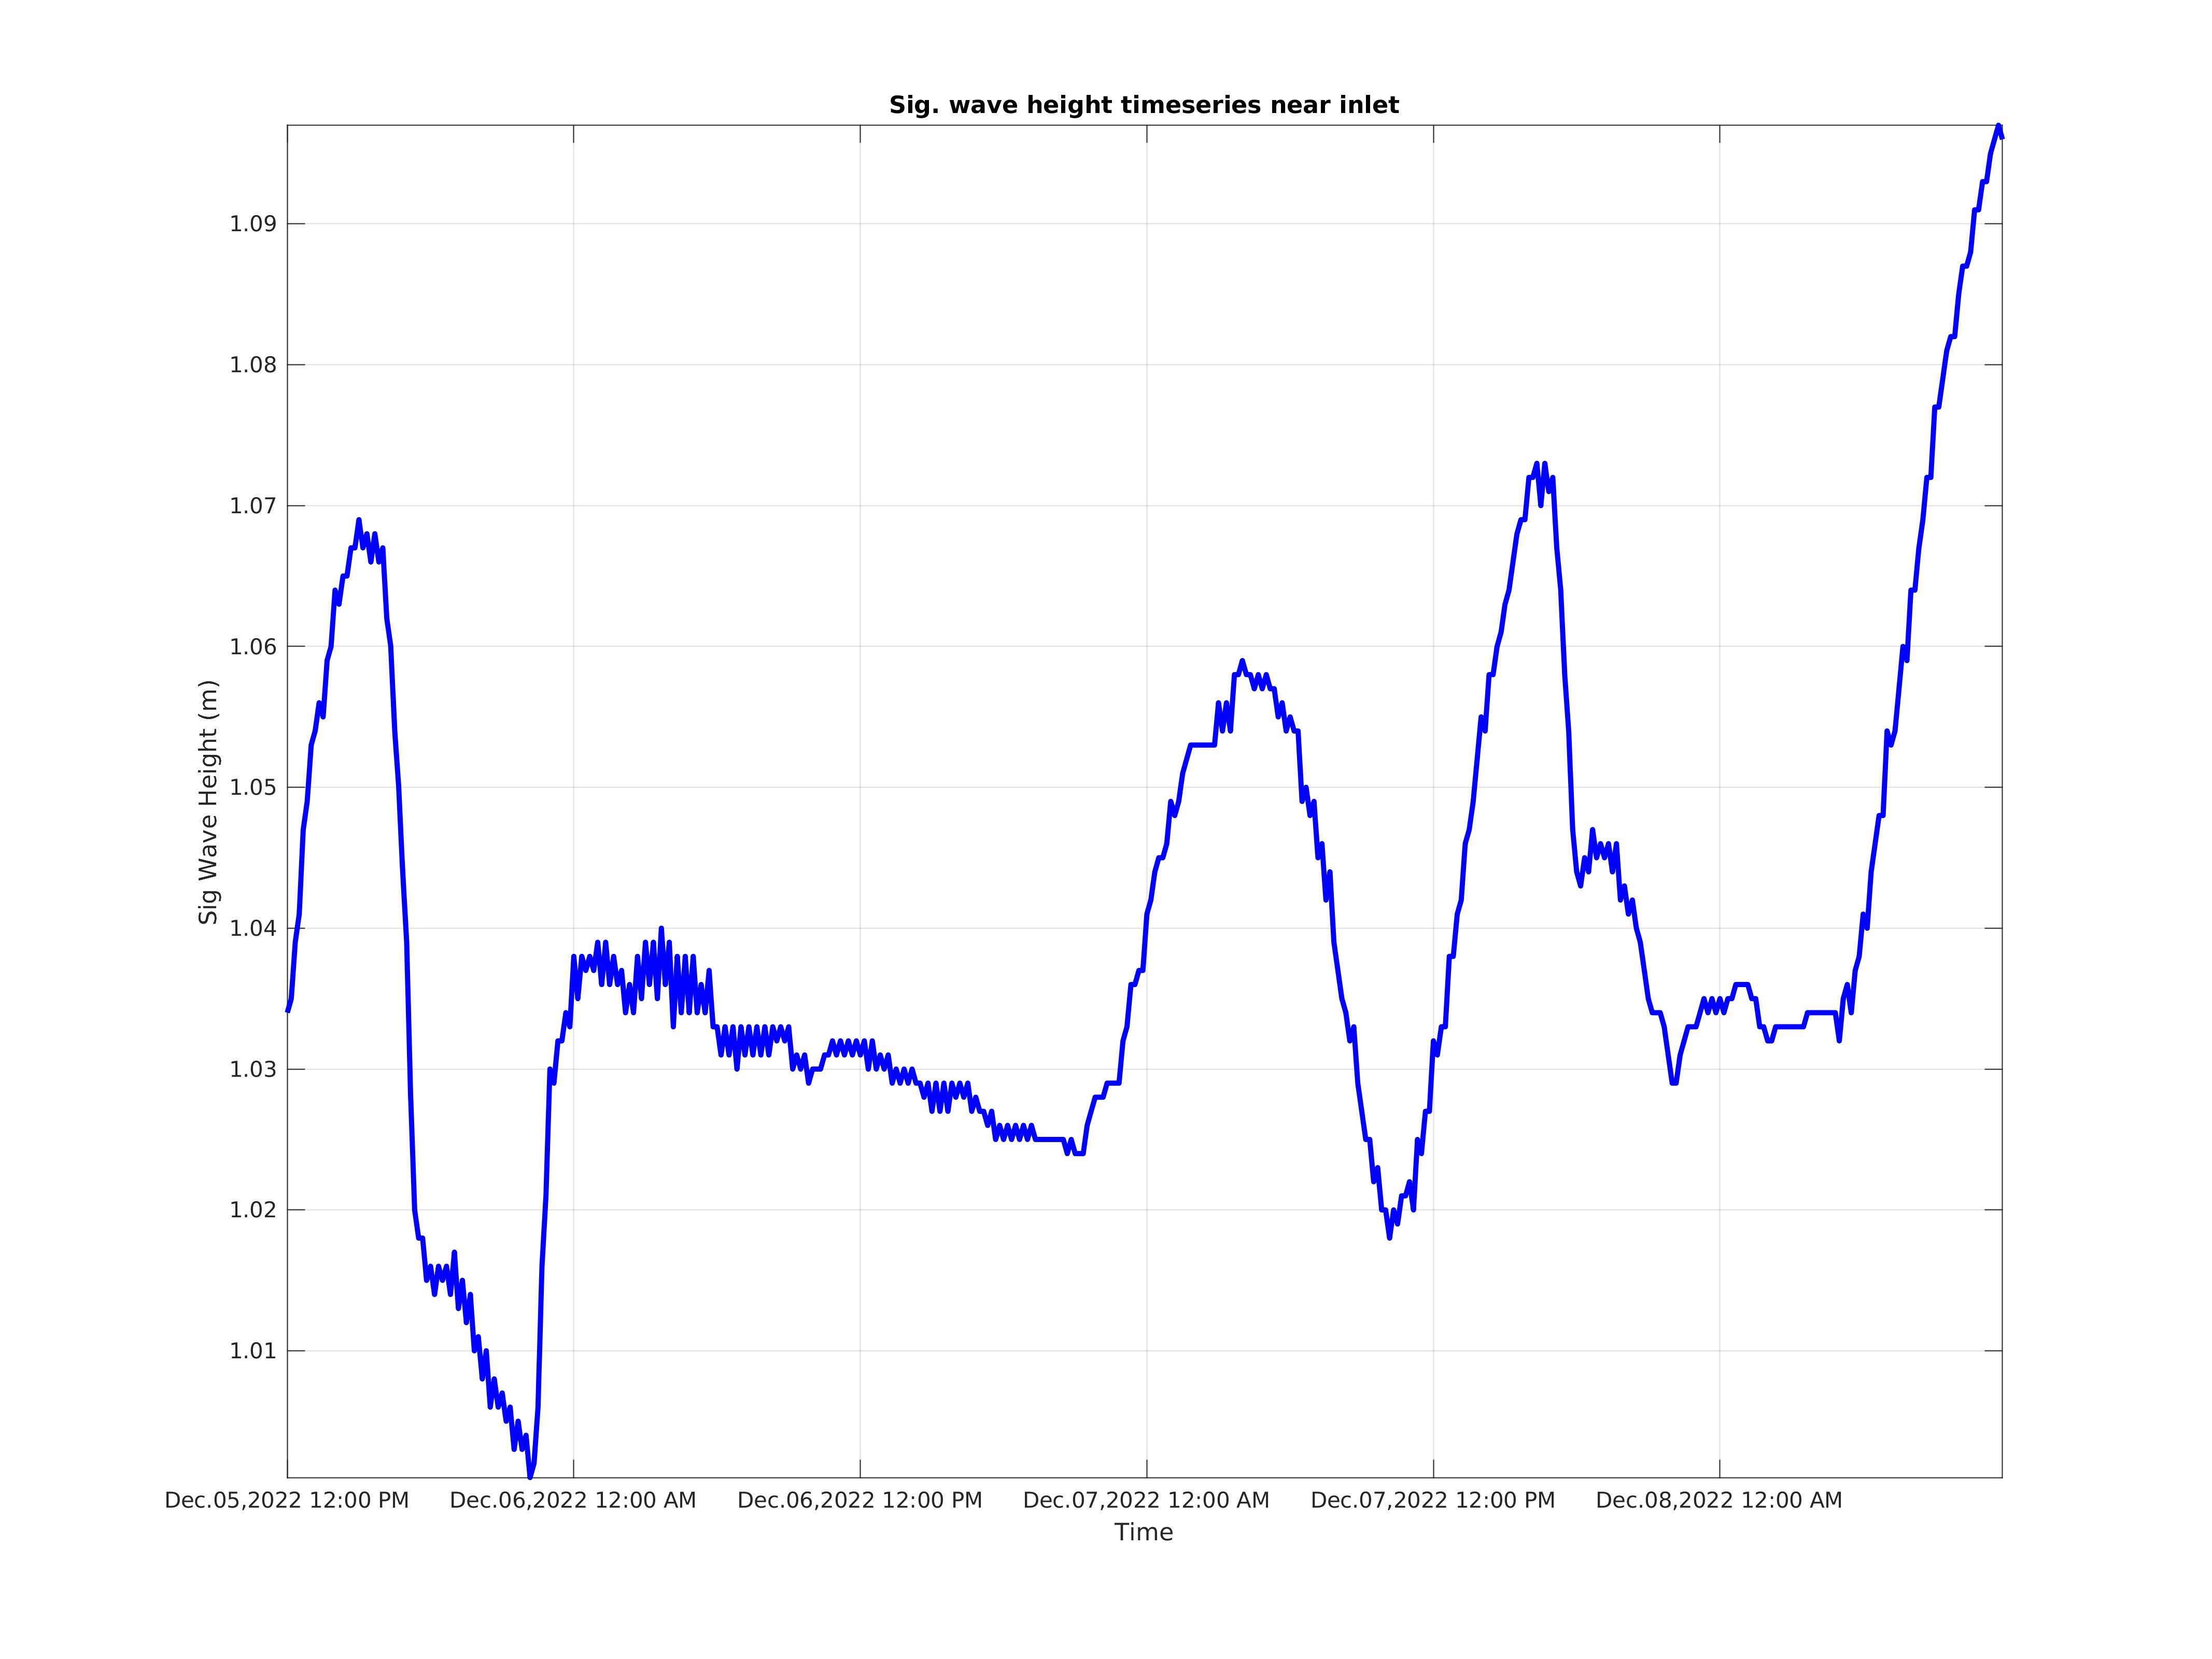 Sig. wave height timeseries near inlet
1.09
1.08
1.07
1.06
1.05
1.04
1.03
1.02
1.01
Sig Wave Height (m)
Dec.05,2022 12:00 PM Dec.06,2022 12:00 AM Dec.06,2022 12:00 PM Dec.07,2022 12:00 AM Dec.07,2022 12:00 PM Dec.08,2022 12:00 AM
Time